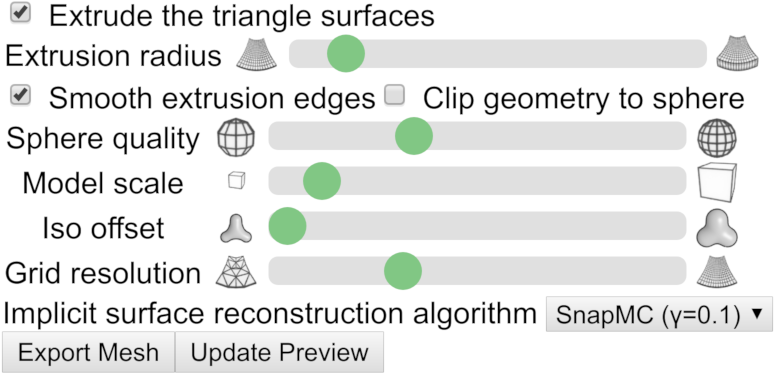 Extrude the triangle surfaces
Extrusion radius
Smooth extrusion edges Clip geometry to sphere
Sphere quality
Model scale
Iso offset
Grid resolution
Implicit surface reconstruction algorithm SnapMC (γ=0.1)
Export Mesh Update Preview